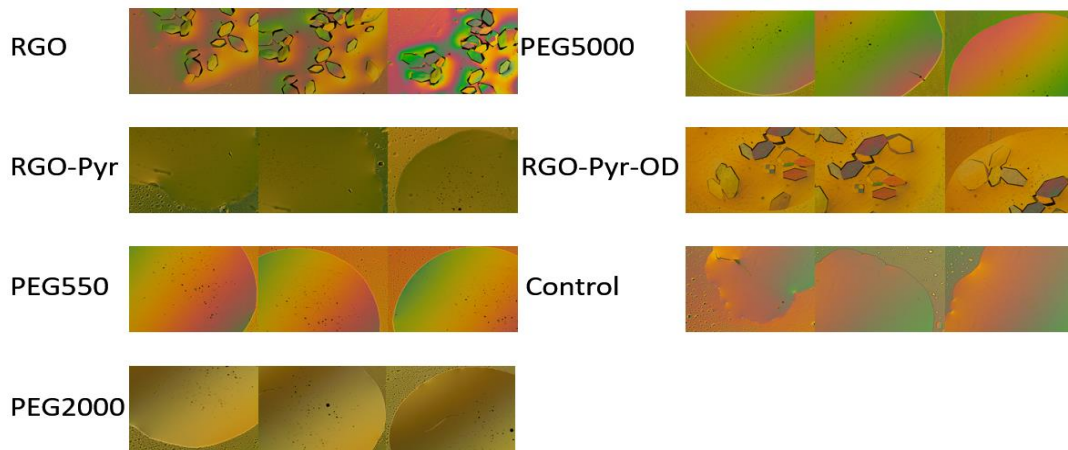 RGO
PEG5000
RGO-Pyr
RGO-Pyr-OD
PEG550
Control
PEG2000